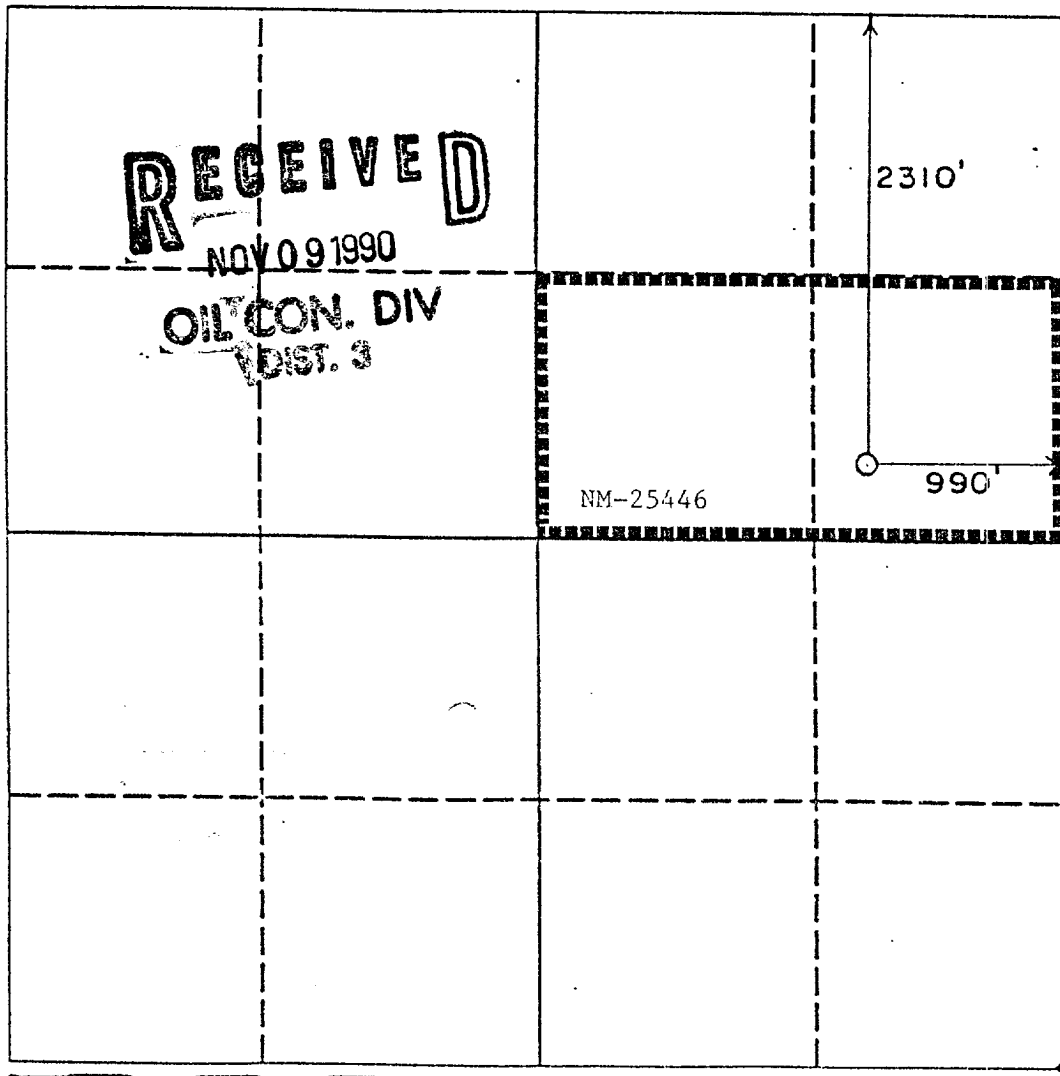 RECEIVED
NOV 09 1990
OIL CON. DIV
DIST. 3
2310'
990'
NM-25446